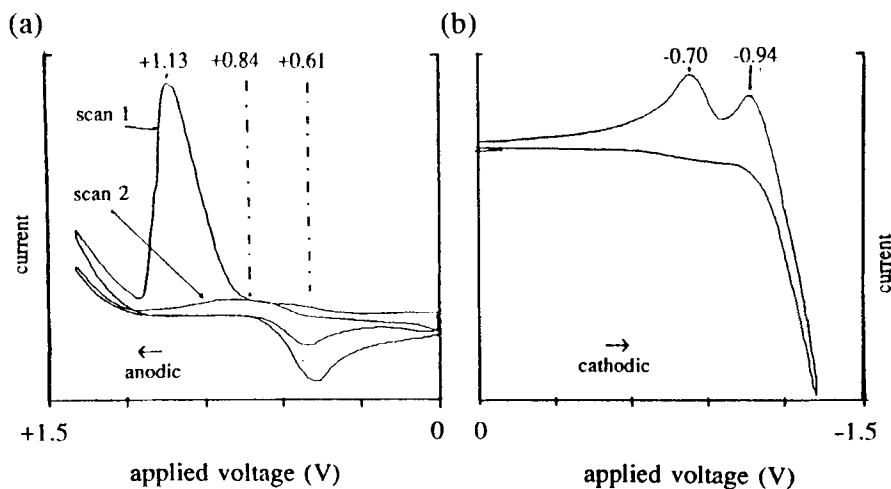 (a)
+1.13
+0.84
+0.61
scan 1
scan 2
current
←
anodic
+1.5
0
applied voltage (V)
(b)
-0.70
-0.94
→
cathodic
current
0
-1.5
applied voltage (V)